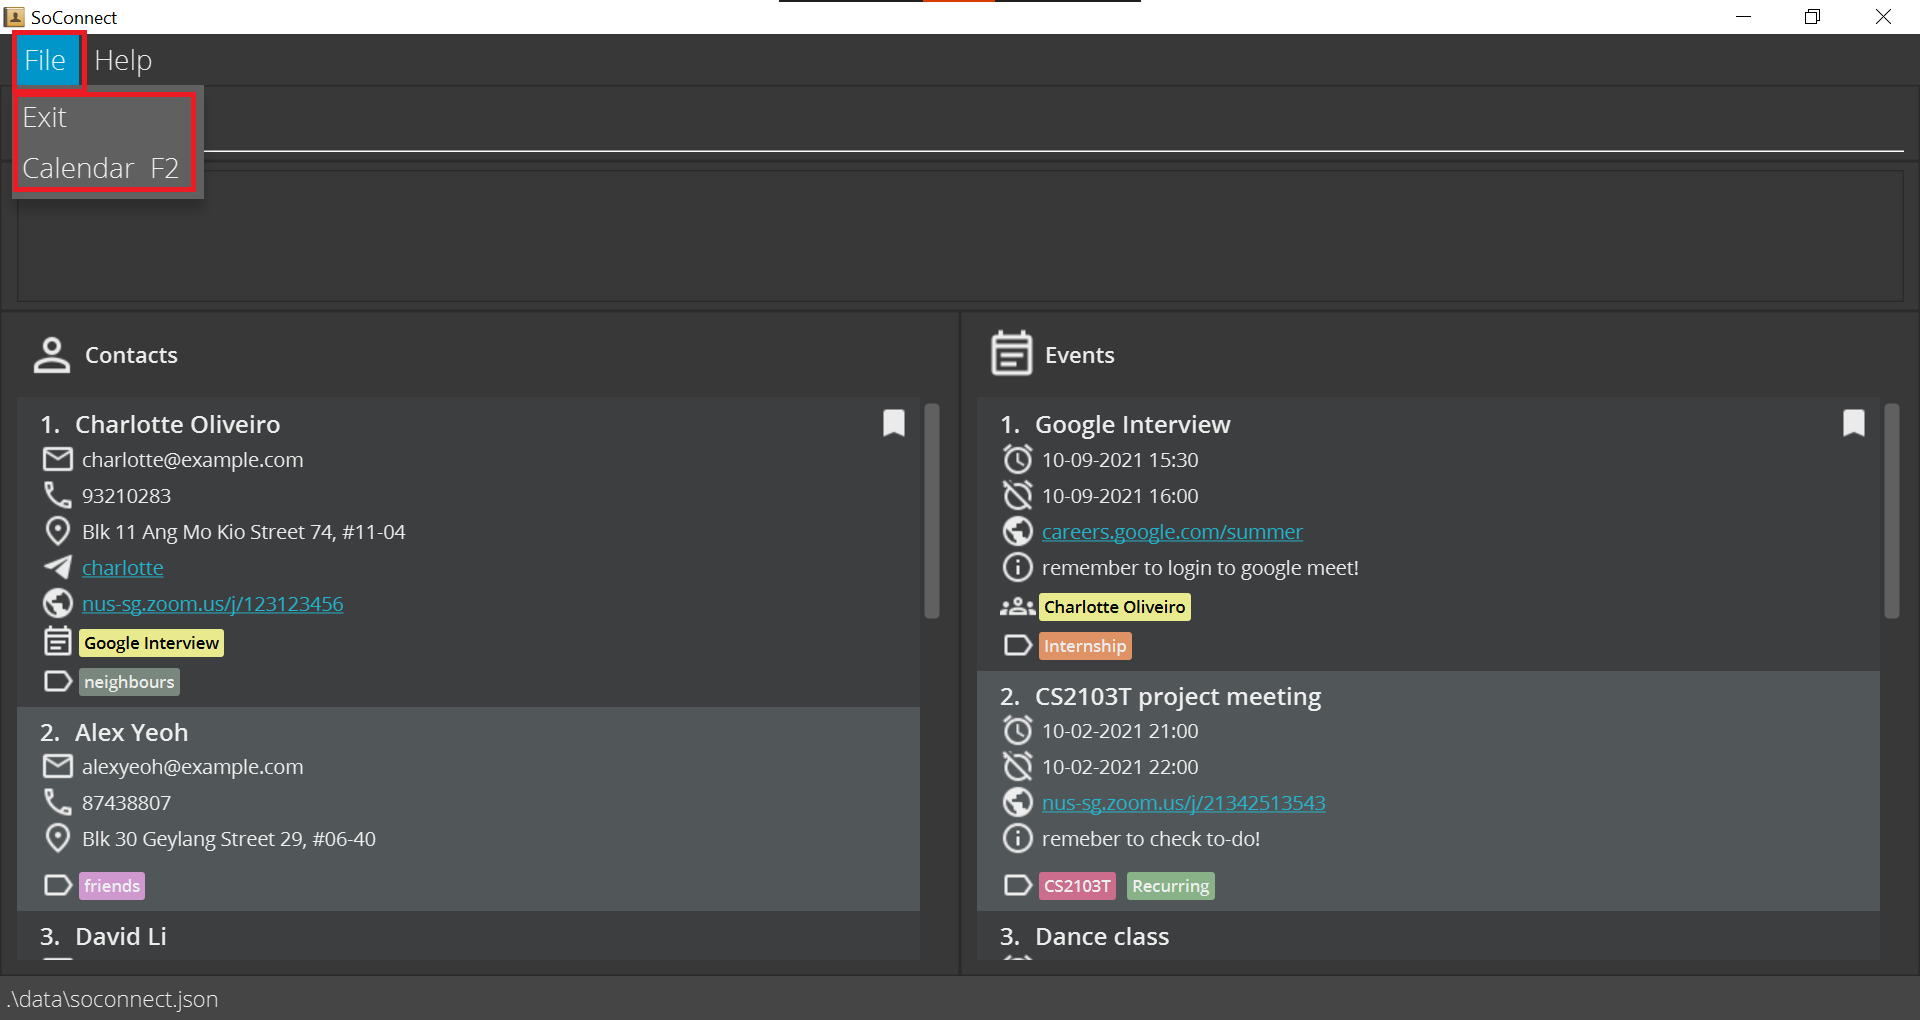 SoConnect
File Help
Exit
Calendar F2
Contacts
1. Charlotte Oliveiro
charlotte@example.com
93210283
Blk 11 Ang Mo Kio Street 74, #11-04
charlotte
nus-sg.zoom.us/j/123123456
Google Interview
neighbours
2. Alex Yeoh
alexyeoh@example.com
87438807
Blk 30 Geylang Street 29, #06-40
friends
3. David Li
Events
1. Google Interview
10-09-2021 15:30
10-09-2021 16:00
careers.google.com/summer
remember to login to google meet!
Charlotte Oliveiro
Internship
2. CS2103T project meeting
10-02-2021 21:00
10-02-2021 22:00
nus-sg.zoom.us/j/21342513543
remeber to check to-do!
CS2103T Recurring
3. Dance class
.\data\soconnect.json